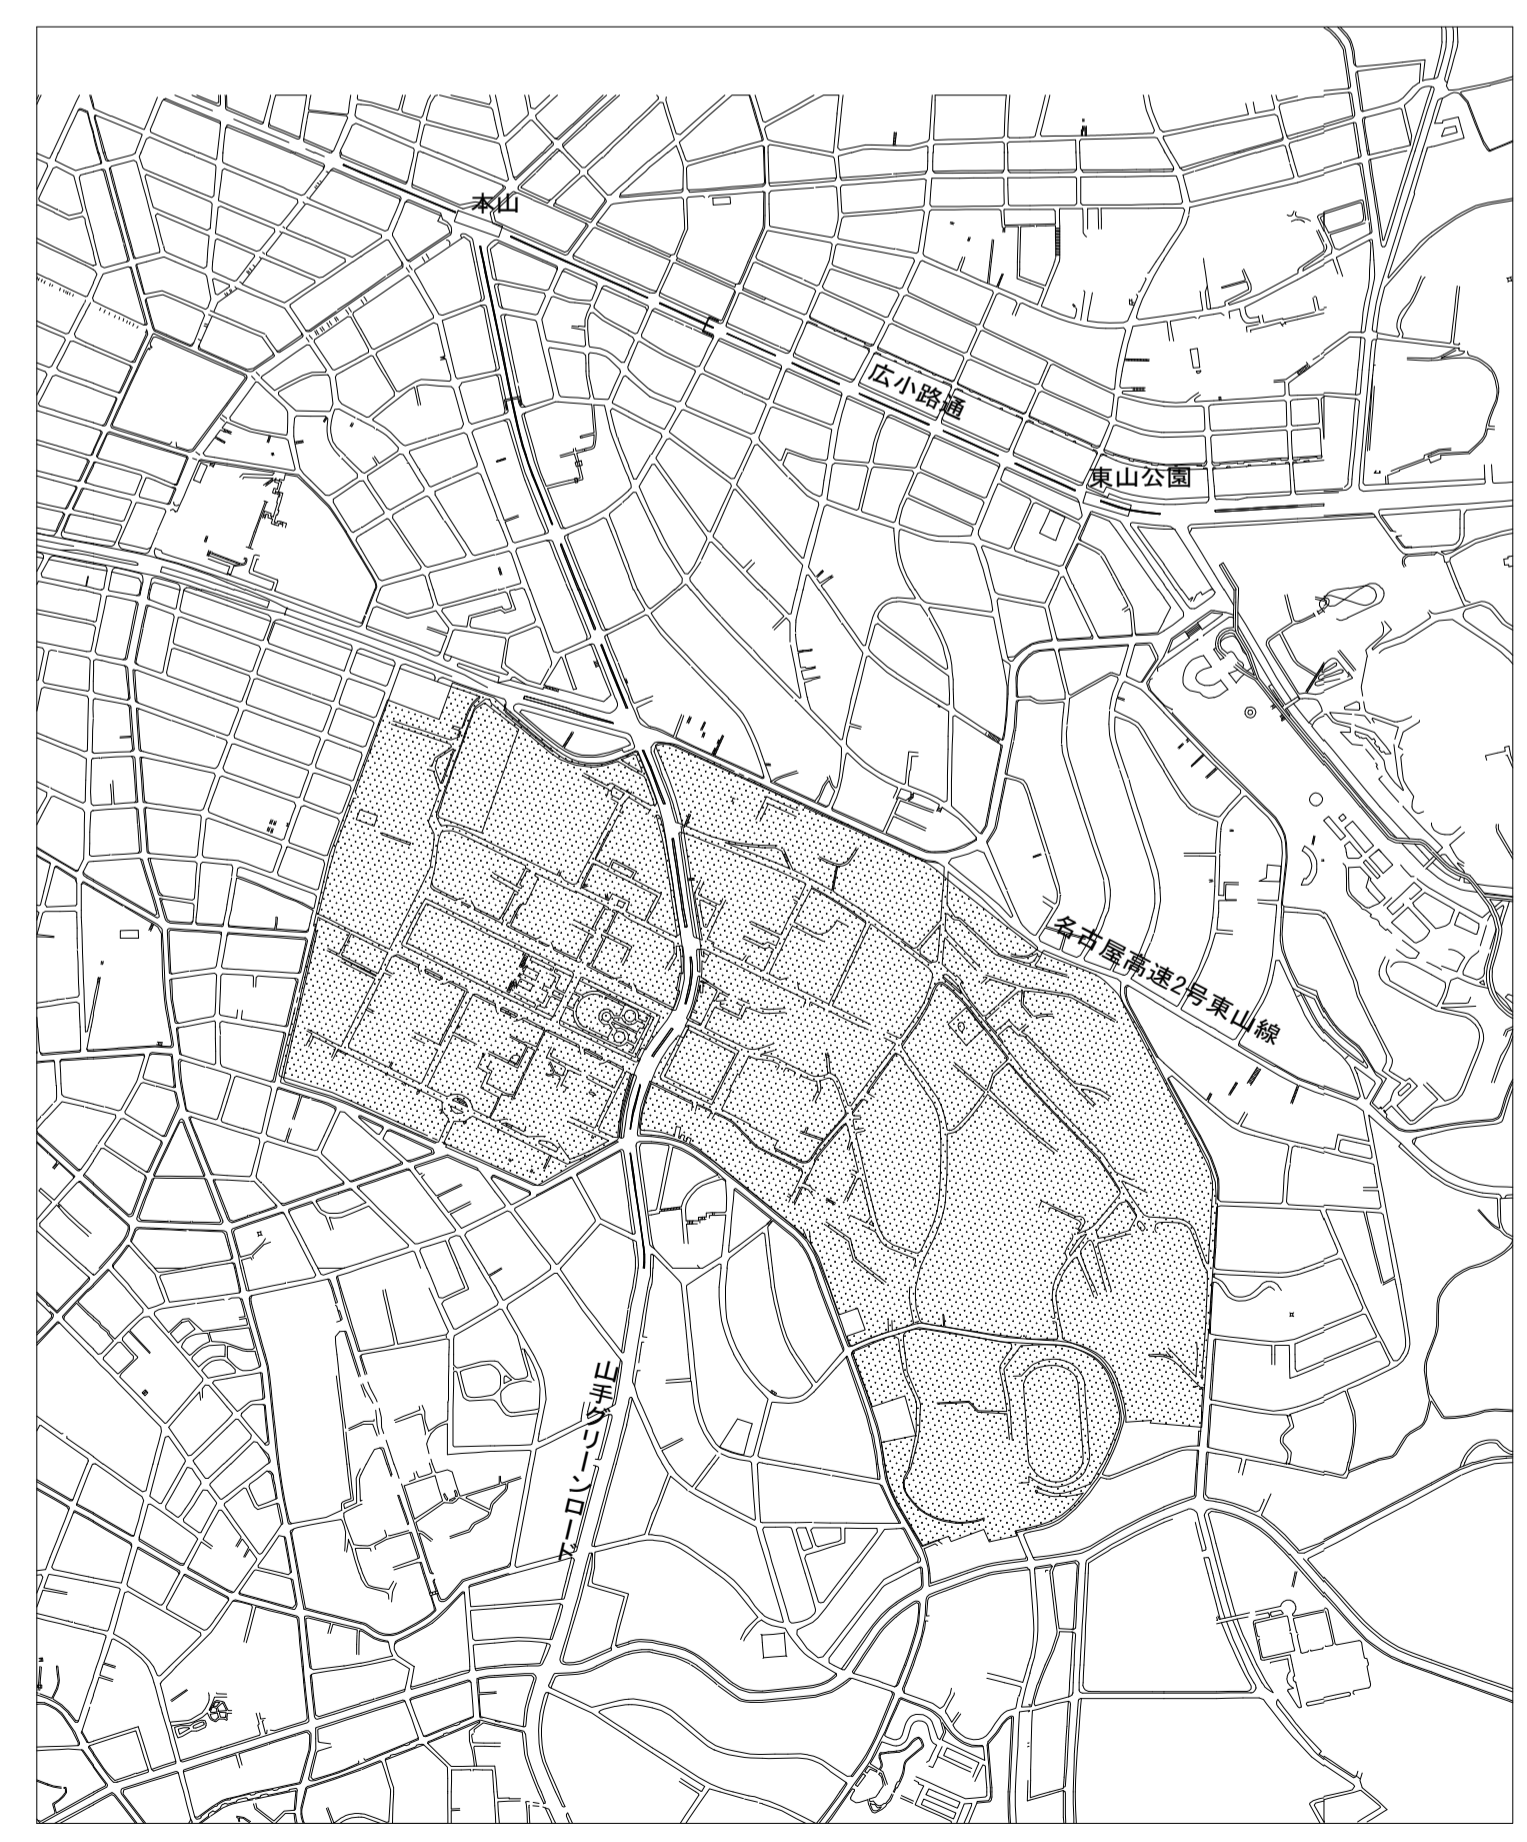 本山
広小路通
東山公園
名古屋高速2号東山線
山手グリーンロード